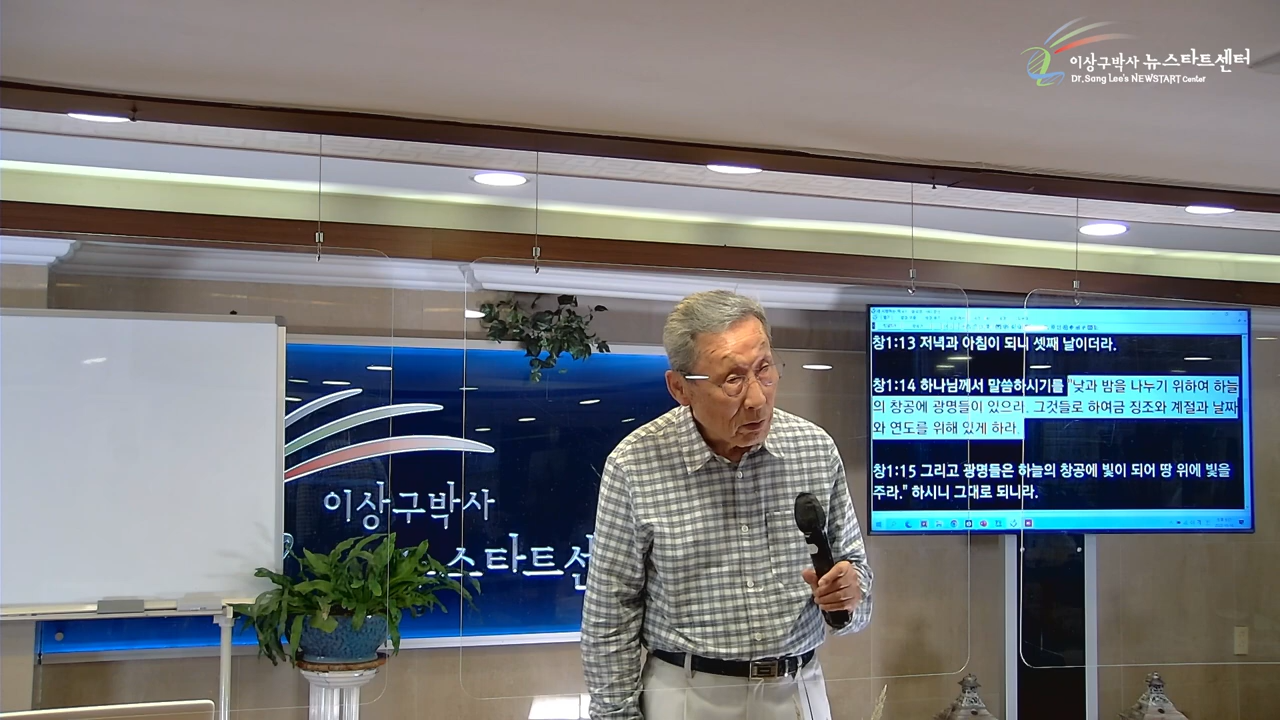 이상구박사 뉴스타트센터
Dr. Sang Lee's NEWSTART Center
창1:13 저녁과 아침이 되니 셋째 날이더라.
창1:14 하나님께서 말씀하시기를 "낮과 밤을 나누기 위하여 하늘
의 창공에 광명들이 있으라. 그것들로 하여금 징조와 계절과 날짜
와 연도를 위해 있게 하라.
창1:15 그리고 광명들은 하늘의 창공에 빛이 되어 땅 위에 빛을
주라." 하시니 그대로 되니라.
이상구박사
스타트센